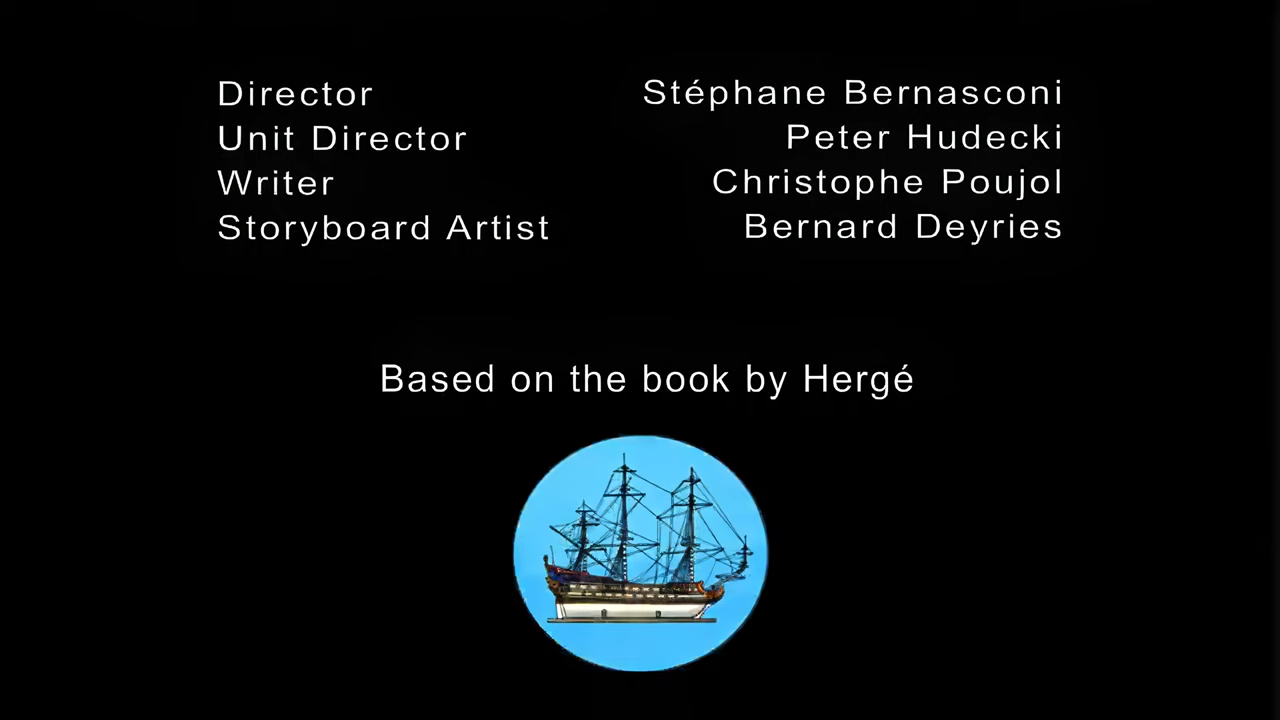 Director Stéphane Bernasconi
Unit Director Peter Hudecki
Writer Christophe Poujol
Storyboard Artist Bernard Deyries
Based on the book by Hergé